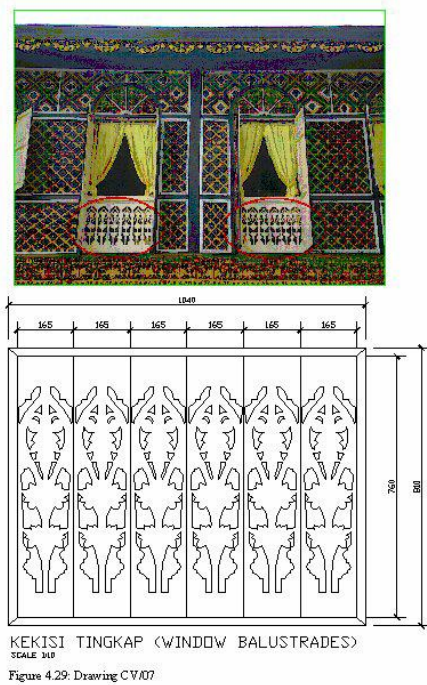 1040
165 165 165 165 165 165
760
800
KEKISI TINGKAP (WINDOW BALUSTRADES)
SCALE 1:10
Figure 4.29: Drawing CV/07